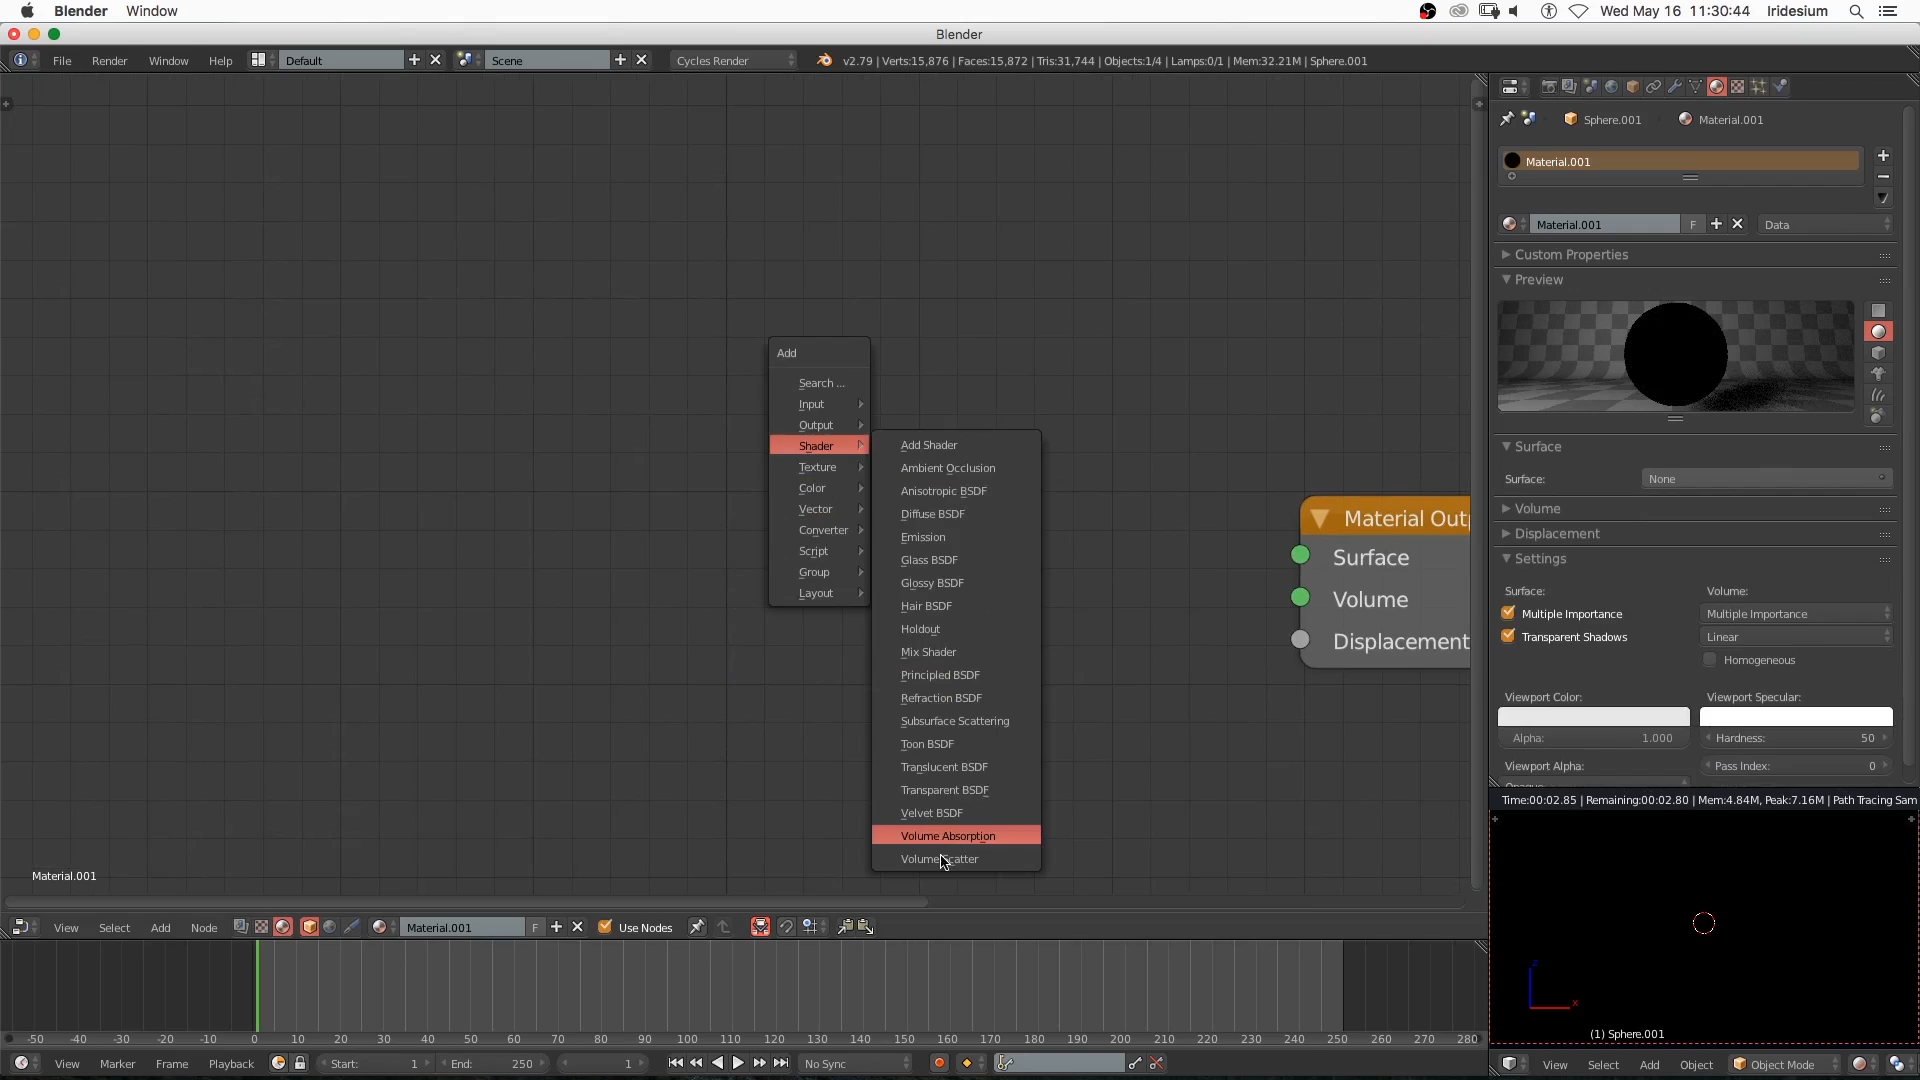 Blender Window Wed May 16 11:30:44 Iridesium
Blender
File Render Window Help Default Scene Cycles Render v2.79 | Verts:15,876 | Faces:15,872 | Tris:31,744 | Objects:1/4 | Lamps:0/1 | Mem:32.21M | Sphere.001
Sphere.001 Material.001
Material.001
Material.001 F Data
Custom Properties
Preview
Add
Search ...
Input
Output
Shader
Texture
Color
Vector
Converter
Script
Group
Layout
Add Shader
Ambient Occlusion
Anisotropic BSDF
Diffuse BSDF
Emission
Glass BSDF
Glossy BSDF
Hair BSDF
Holdout
Mix Shader
Principled BSDF
Refraction BSDF
Subsurface Scattering
Toon BSDF
Translucent BSDF
Transparent BSDF
Velvet BSDF
Volume Absorption
Volume
Material
Surface
Volume
Displacement
Surface
Surface: None
Volume
Displacement
Settings
Surface: Volume:
Multiple Importance Multiple Importance
Transparent Shadows Linear
Homogeneous
Viewport Color: Viewport Specular:
Alpha: 1.000 Hardness: 50
Viewport Alpha: Pass Index: 0
Time:00:02.85 | Remaining:00:02.80 | Mem:4.84M, Peak:7.16M | Path Tracing Sam
Material.001
View Select Add Node Material.001 F Use Nodes
z
x
(1) Sphere.001
-50 -40 -30 -20 -10 0 10 20 30 40 50 60 70 80 90 100 110 120 130 140 150 160 170 180 190 200 210 220 230 240 250 260 270 280
View Marker Frame Playback Start: 1 End: 250 1 No Sync
View Select Add Object Object Mode